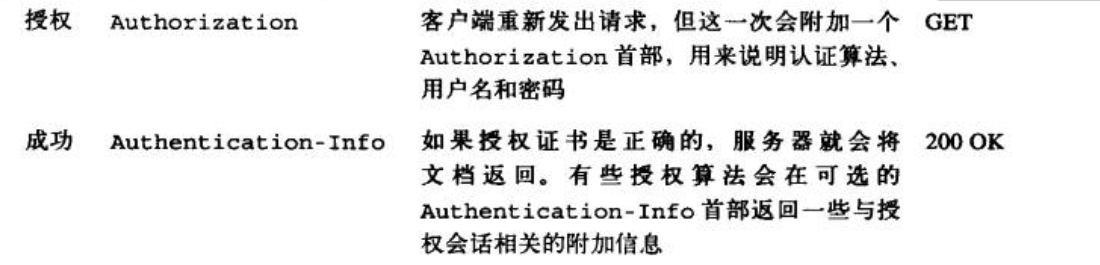 授权 Authorization 客户端重新发出请求，但这一次会附加一个 GET
Authorization 首部，用来说明认证算法、
用户名和密码
成功 Authentication-Info 如果授权证书是正确的，服务器就会将 200 OK
文档返回。有些授权算法会在可选的
Authentication-Info 首部返回一些与授
权会话相关的附加信息